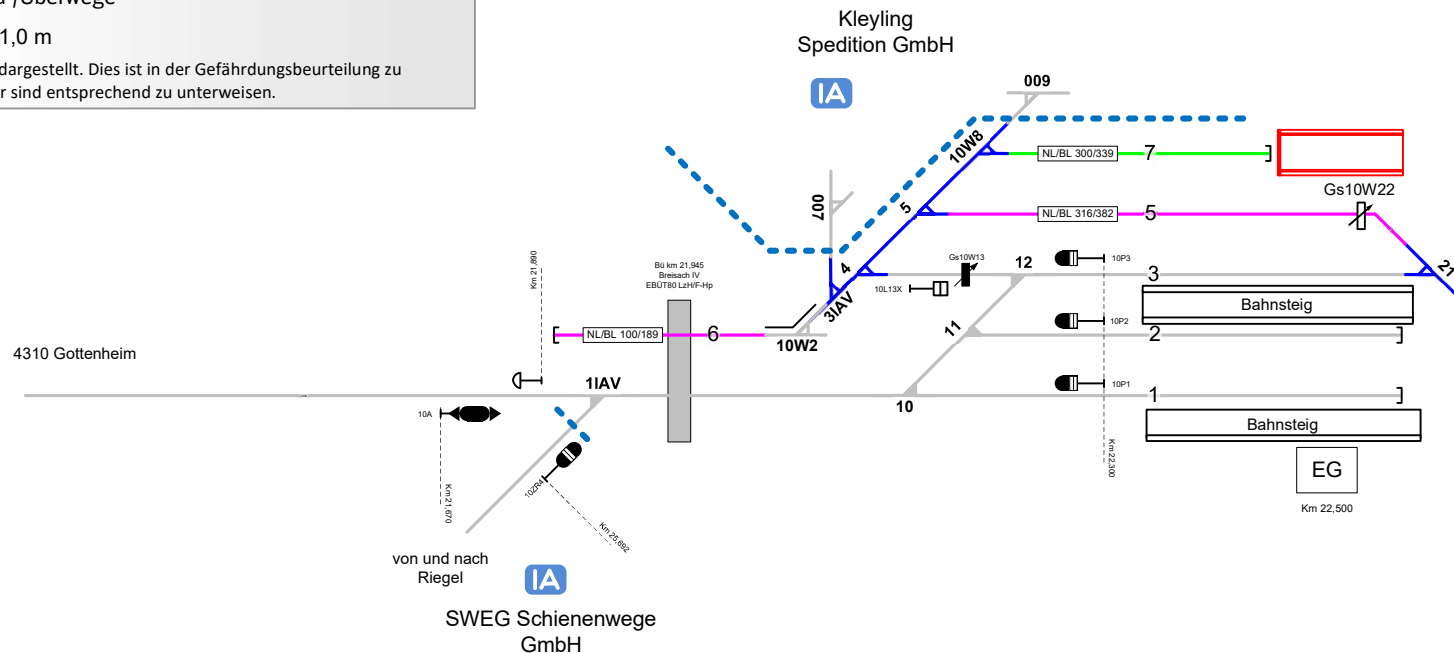 /Überwege
1,0 m
dargestellt. Dies ist in der Gefährdungsbeurteilung zu
r sind entsprechend zu unterweisen.
Kleyling
Spedition GmbH
IA
009
10W8
NL/BL 300/339
7
Gs10W22
007
5
NL/BL 316/382
5
21
4
Gs10W13
12
10P3
3
10L13X
Bahnsteig
3IAV
Km 21,890
Bü km 21,945
Breisach IV
EBÜT80 LzH/F-Hp
NL/BL 100/189
6
10W2
11
10P2
2
4310 Gottenheim
1IAV
10P1
1
10
10A
Bahnsteig
Km 21,670
10ZR4
Km 25,692
Km 22,300
EG
Km 22,500
von und nach
Riegel
IA
SWEG Schienenwege
GmbH